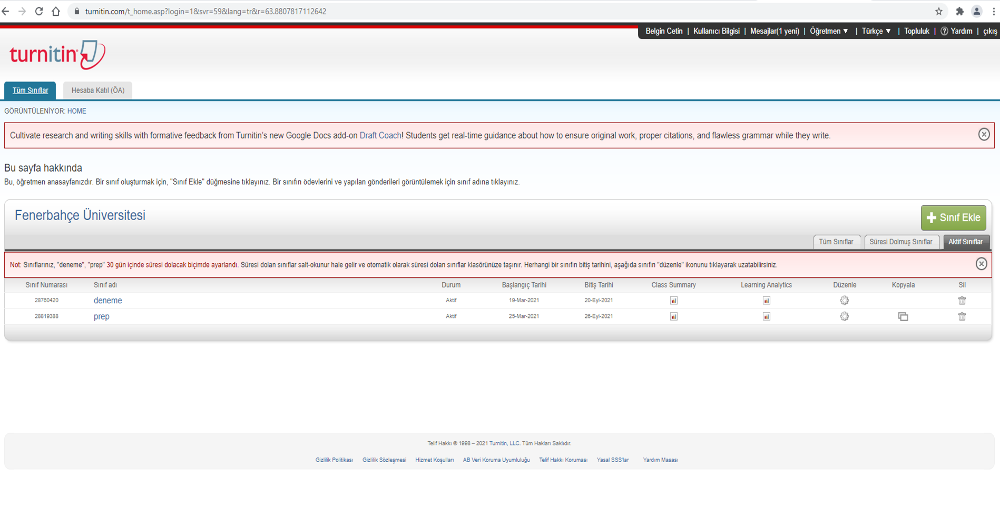 turnitin.com/t_home.asp?login=1&svr=59&lang=tr&r=63.8807817112642
Belgin Cetin | Kullanıcı Bilgisi | Mesajlar(1 yeni) | Öğretmen ▼ | Türkçe ▼ | Topluluk | ? Yardım | çıkış
turnitin
Tüm Sınıflar Hesaba Katıl (ÖA)
GÖRÜNTÜLENİYOR: HOME
Cultivate research and writing skills with formative feedback from Turnitin's new Google Docs add-on Draft Coach! Students get real-time guidance about how to ensure original work, proper citations, and flawless grammar while they write.
Bu sayfa hakkında
Bu, öğretmen anasayfanızdır. Bir sınıf oluşturmak için, "Sınıf Ekle" düğmesine tıklayınız. Bir sınıfın ödevlerini ve yapılan gönderileri görüntülemek için sınıf adına tıklayınız.
Fenerbahçe Üniversitesi
Sınıf Ekle
Tüm Sınıflar Süresi Dolmuş Sınıflar Aktif Sınıflar
Not: Sınıflarınız, "deneme", "prep" 30 gün içinde süresi dolacak biçimde ayarlandı. Süresi dolan sınıflar salt-okunur hale gelir ve otomatik olarak süresi dolan sınıflar klasörünüze taşınır. Herhangi bir sınıfın bitiş tarihini, aşağıda sınıfın "düzenle" ikonunu tıklayarak uzatabilirsiniz.
Sınıf Numarası Sınıf adı Durum Başlangıç Tarihi Bitiş Tarihi Class Summary Learning Analytics Düzenle Kopyala Sil
28760420 deneme Aktif 19-Mar-2021 20-Eyl-2021
28819388 prep Aktif 25-Mar-2021 26-Eyl-2021
Telif Hakkı © 1998 – 2021 Turnitin, LLC. Tüm Hakları Saklıdır.
Gizlilik Politikası Gizlilik Sözleşmesi Hizmet Koşulları AB Veri Koruma Uyumluluğu Telif Hakkı Koruması Yasal SSS'lar Yardım Masası